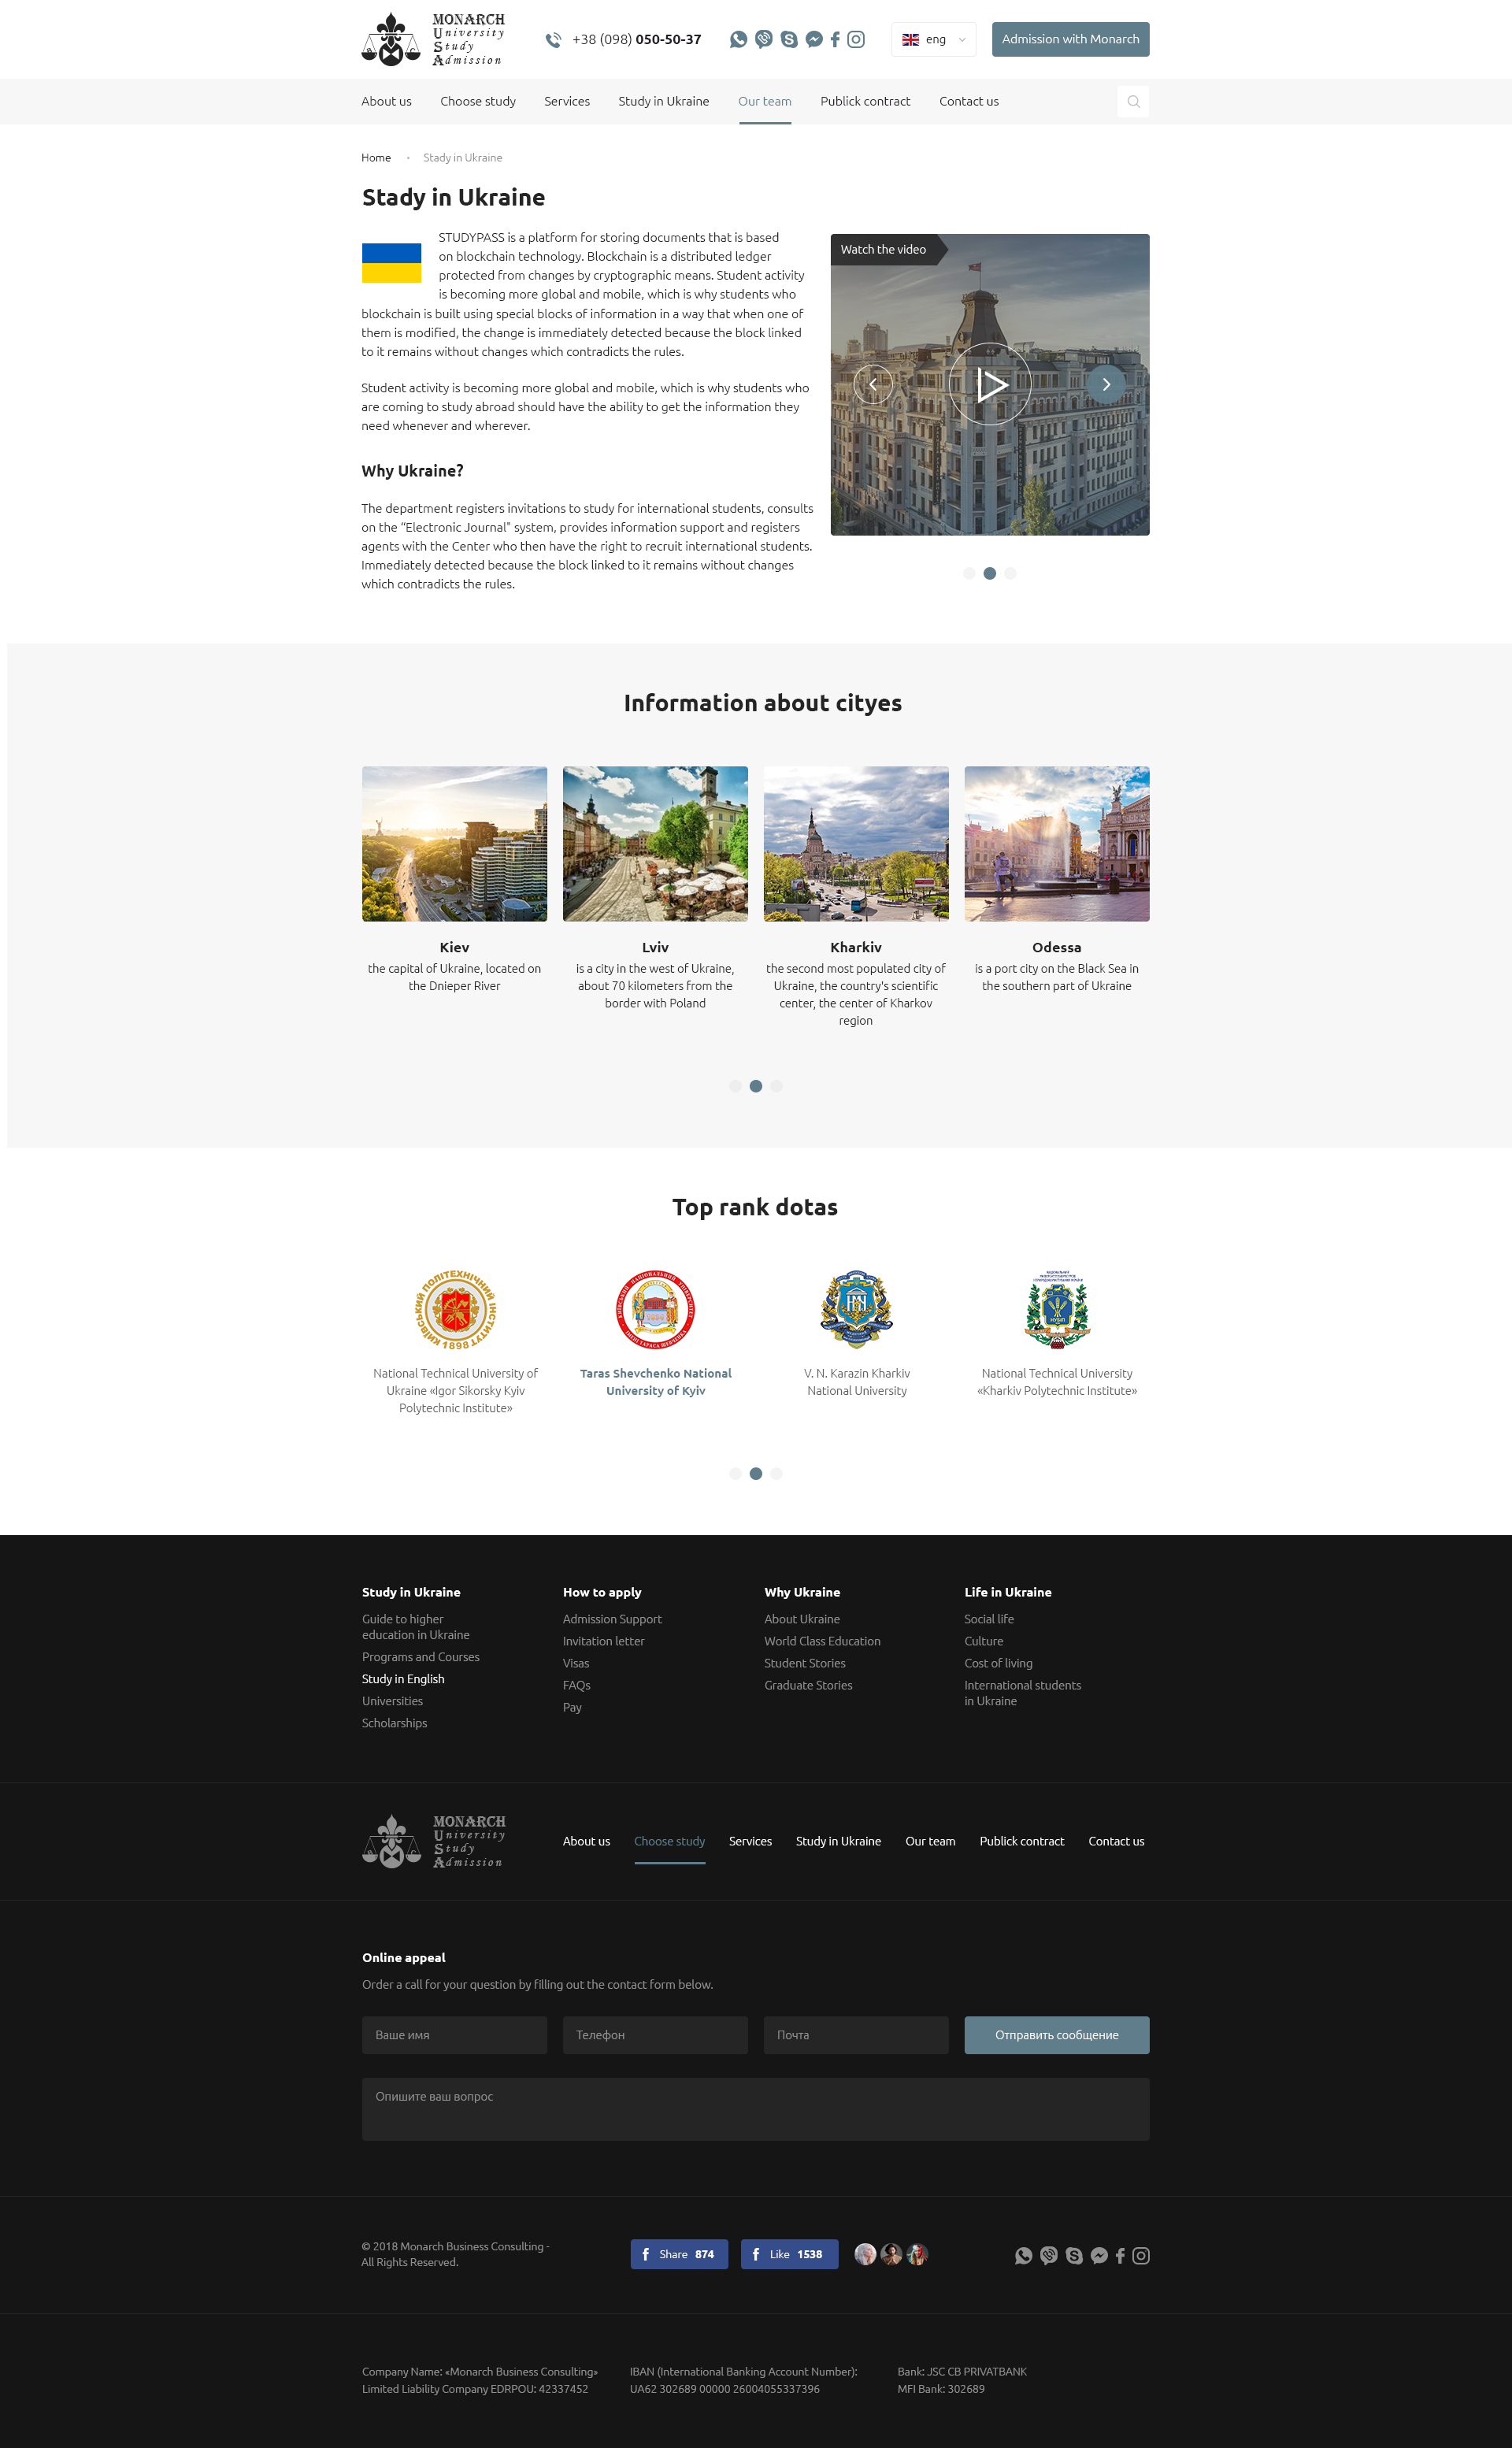 MONARCH
University
Study
Admission
+38 (098) 050-50-37
eng
Admission with Monarch
About us
Choose study
Services
Study in Ukraine
Our team
Publick contract
Contact us
Home
Stady in Ukraine
Stady in Ukraine
STUDYPASS is a platform for storing documents that is based
on blockchain technology. Blockchain is a distributed ledger
protected from changes by cryptographic means. Student activity
is becoming more global and mobile, which is why students who
blockchain is built using special blocks of information in a way that when one of
them is modified, the change is immediately detected because the block linked
to it remains without changes which contradicts the rules.
Student activity is becoming more global and mobile, which is why students who
are coming to study abroad should have the ability to get the information they
need whenever and wherever.
Why Ukraine?
The department registers invitations to study for international students, consults
on the “Electronic Journal" system, provides information support and registers
agents with the Center who then have the right to recruit international students.
Immediately detected because the block linked to it remains without changes
which contradicts the rules.
Watch the video
Information about cityes
Kiev
the capital of Ukraine, located on
the Dnieper River
Lviv
is a city in the west of Ukraine,
about 70 kilometers from the
border with Poland
Kharkiv
the second most populated city of
Ukraine, the country's scientific
center, the center of Kharkov
region
Odessa
is a port city on the Black Sea in
the southern part of Ukraine
Top rank dotas
КИЇВСЬКИЙ ПОЛІТЕХНІЧНИЙ ІНСТИТУТ
1898
National Technical University of
Ukraine «Igor Sikorsky Kyiv
Polytechnic Institute»
Taras Shevchenko National
University of Kyiv
V. N. Karazin Kharkiv
National University
National Technical University
«Kharkiv Polytechnic Institute»
Study in Ukraine
Guide to higher
education in Ukraine
Programs and Courses
Study in English
Universities
Scholarships
How to apply
Admission Support
Invitation letter
Visas
FAQs
Pay
Why Ukraine
About Ukraine
World Class Education
Student Stories
Graduate Stories
Life in Ukraine
Social life
Culture
Cost of living
International students
in Ukraine
MONARCH
University
Study
Admission
About us
Choose study
Services
Study in Ukraine
Our team
Publick contract
Contact us
Online appeal
Order a call for your question by filling out the contact form below.
Ваше имя
Телефон
Почта
Отправить сообщение
Опишите ваш вопрос
© 2018 Monarch Business Consulting -
All Rights Reserved.
Share 874
Like 1538
Company Name: «Monarch Business Consulting»
Limited Liability Company EDRPOU: 42337452
IBAN (International Banking Account Number):
UA62 302689 00000 26004055337396
Bank: JSC CB PRIVATBANK
MFI Bank: 302689